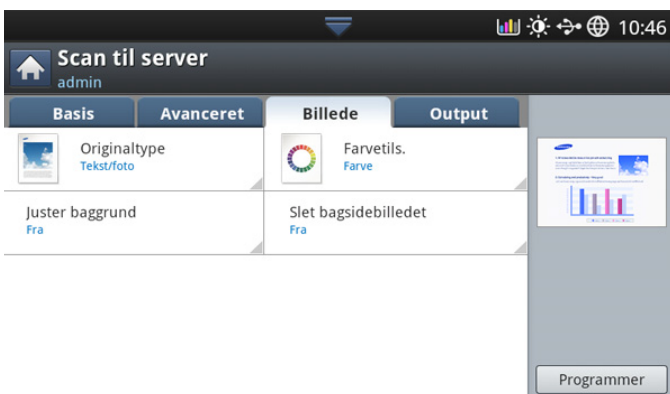 10:46
Scan til server
admin
Basis
Avanceret
Billede
Output
Originaltype
Tekst/foto
Farvetils.
Farve
Juster baggrund
Fra
Slet bagsidebilledet
Fra
Programmer